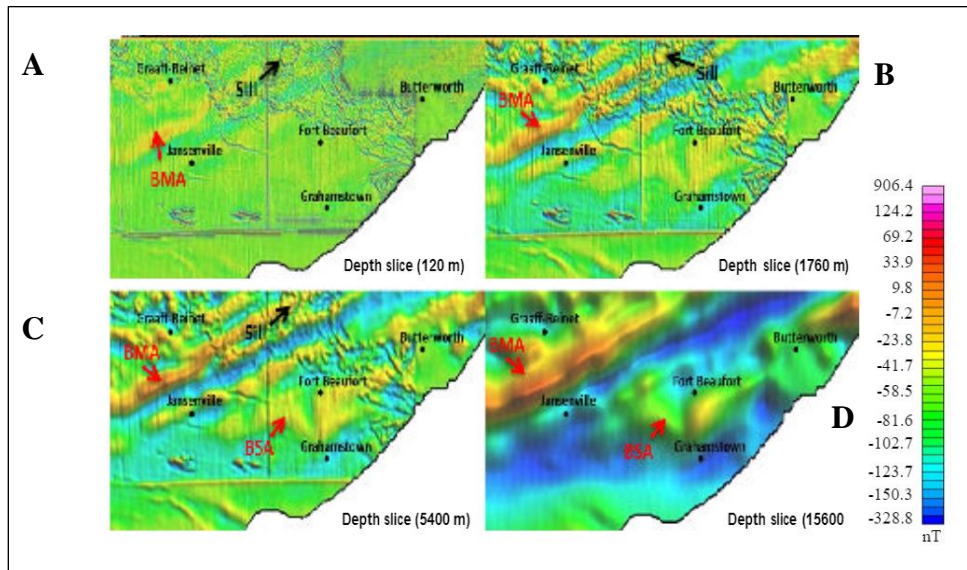 A
Graaff-Reinet
Sill
Butterworth
Fort Beaufort
Jansenville
BMA
Grahamstown
Depth slice (120 m)
B
Graaff-Reinet
Sill
BMA
Butterworth
Fort Beaufort
Jansenville
Grahamstown
Depth slice (1760 m)
C
Graaff-Reinet
Sill
BMA
Butterworth
Fort Beaufort
Jansenville
BSA
Grahamstown
Depth slice (5400 m)
D
Graaff-Reinet
BMA
Butterworth
Fort Beaufort
Jansenville
BSA
Grahamstown
Depth slice (15600
906.4
124.2
69.2
33.9
9.8
-7.2
-23.8
-41.7
-58.5
-81.6
-102.7
-123.7
-150.3
-328.8
nT